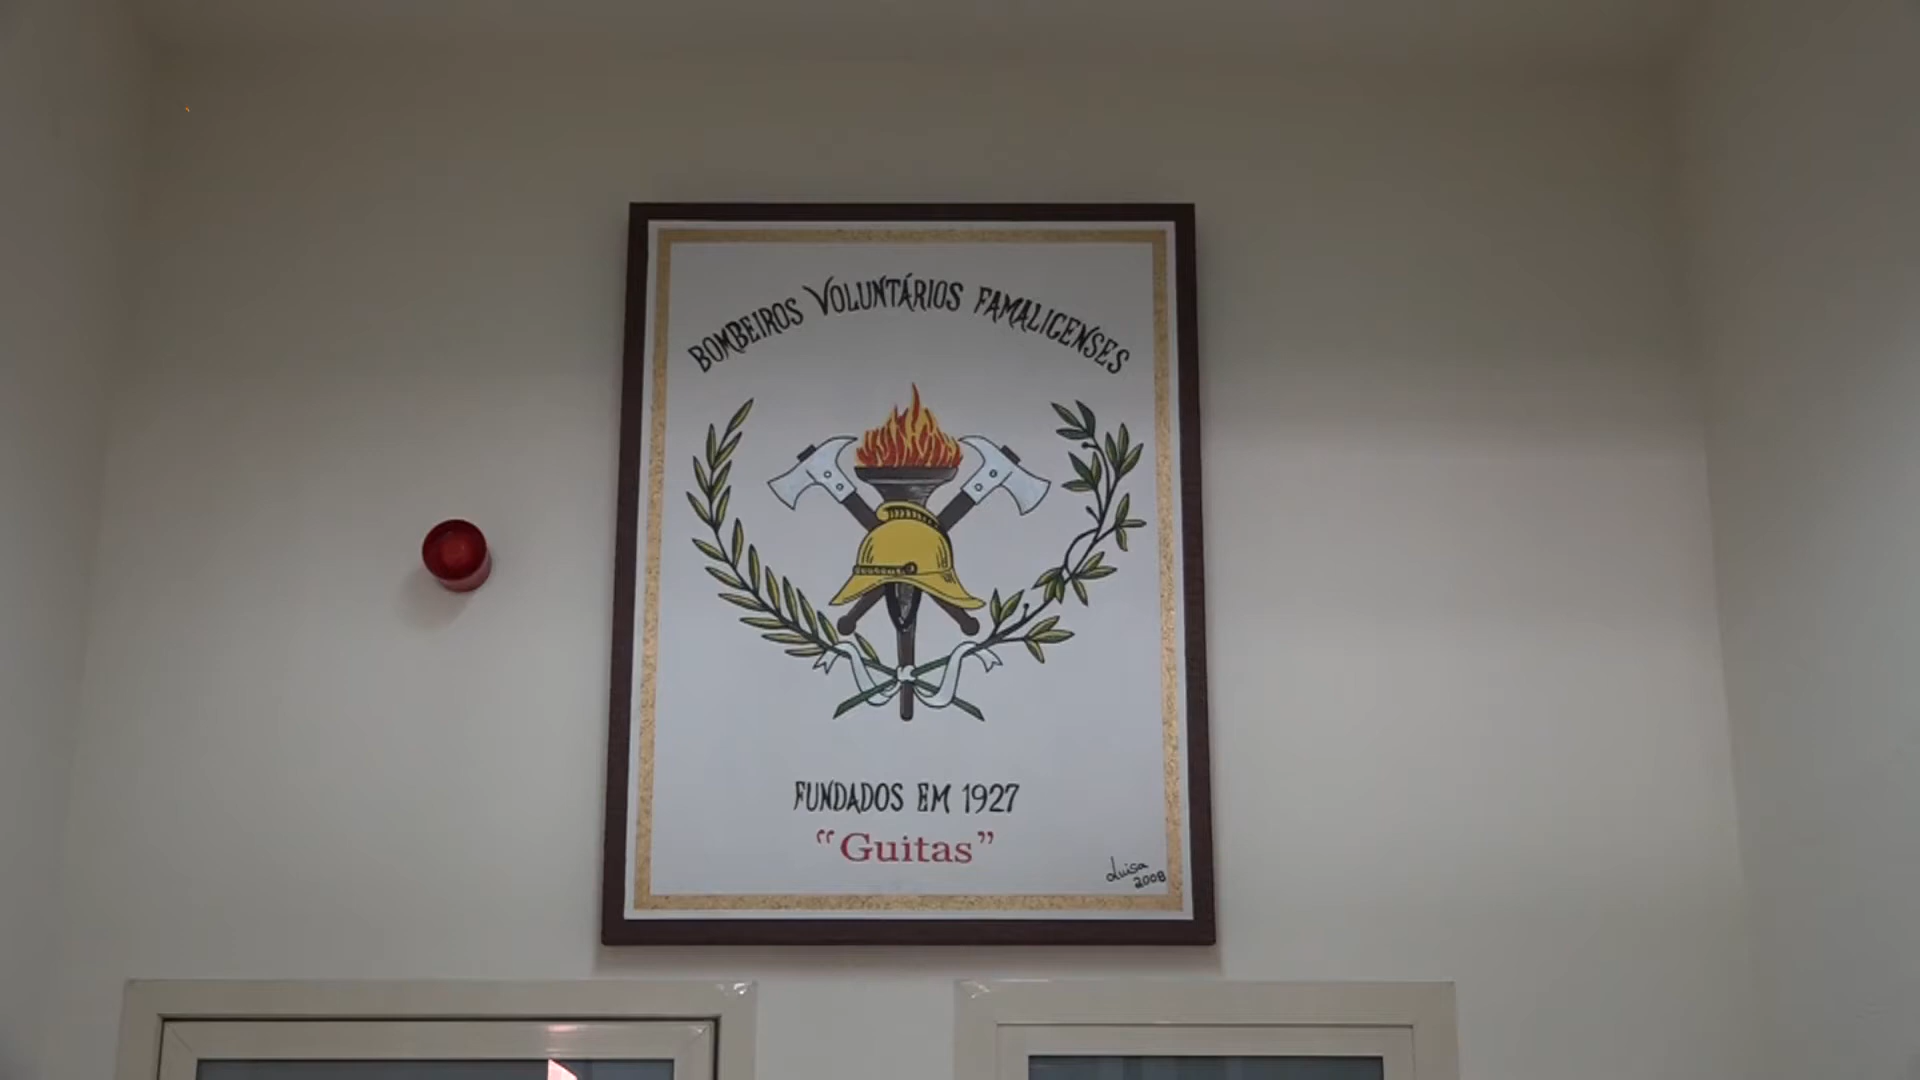 BOMBEIROS VOLUNTÁRIOS FAMALICENSES
FUNDADOS EM 1927
“Guitas”
Luisa
2008